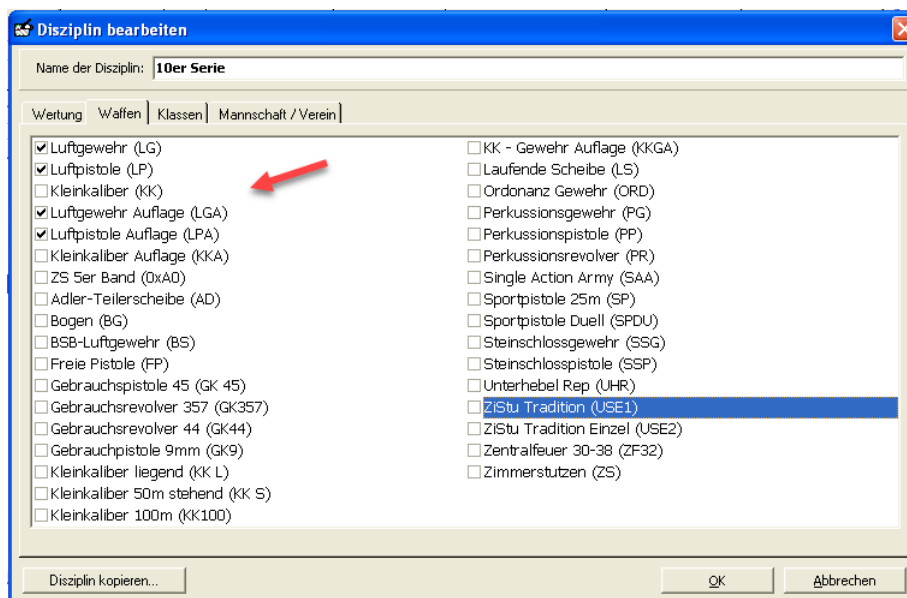 Disziplin bearbeiten
Name der Disziplin: 10er Serie
Wertung Waffen Klassen Mannschaft / Verein
Luftgewehr (LG)
Luftpistole (LP)
Kleinkaliber (KK)
Luftgewehr Auflage (LGA)
Luftpistole Auflage (LPA)
Kleinkaliber Auflage (KKA)
ZS 5er Band (0xA0)
Adler-Teilerscheibe (AD)
Bogen (BG)
BSB-Luftgewehr (BS)
Freie Pistole (FP)
Gebrauchspistole 45 (GK 45)
Gebrauchsrevolver 357 (GK357)
Gebrauchsrevolver 44 (GK44)
Gebrauchpistole 9mm (GK9)
Kleinkaliber liegend (KK L)
Kleinkaliber 50m stehend (KK S)
Kleinkaliber 100m (KK100)
KK - Gewehr Auflage (KKGA)
Laufende Scheibe (LS)
Ordonanz Gewehr (ORD)
Perkussionsgewehr (PG)
Perkussionspistole (PP)
Perkussionsrevolver (PR)
Single Action Army (SAA)
Sportpistole 25m (SP)
Sportpistole Duell (SPDU)
Steinschlossgewehr (SSG)
Steinschlosspistole (SSP)
Unterhebel Rep (UHR)
ZiStu Tradition (USE1)
ZiStu Tradition Einzel (USE2)
Zentralfeuer 30-38 (ZF32)
Zimmerstutzen (ZS)
Disziplin kopieren... OK Abbrechen